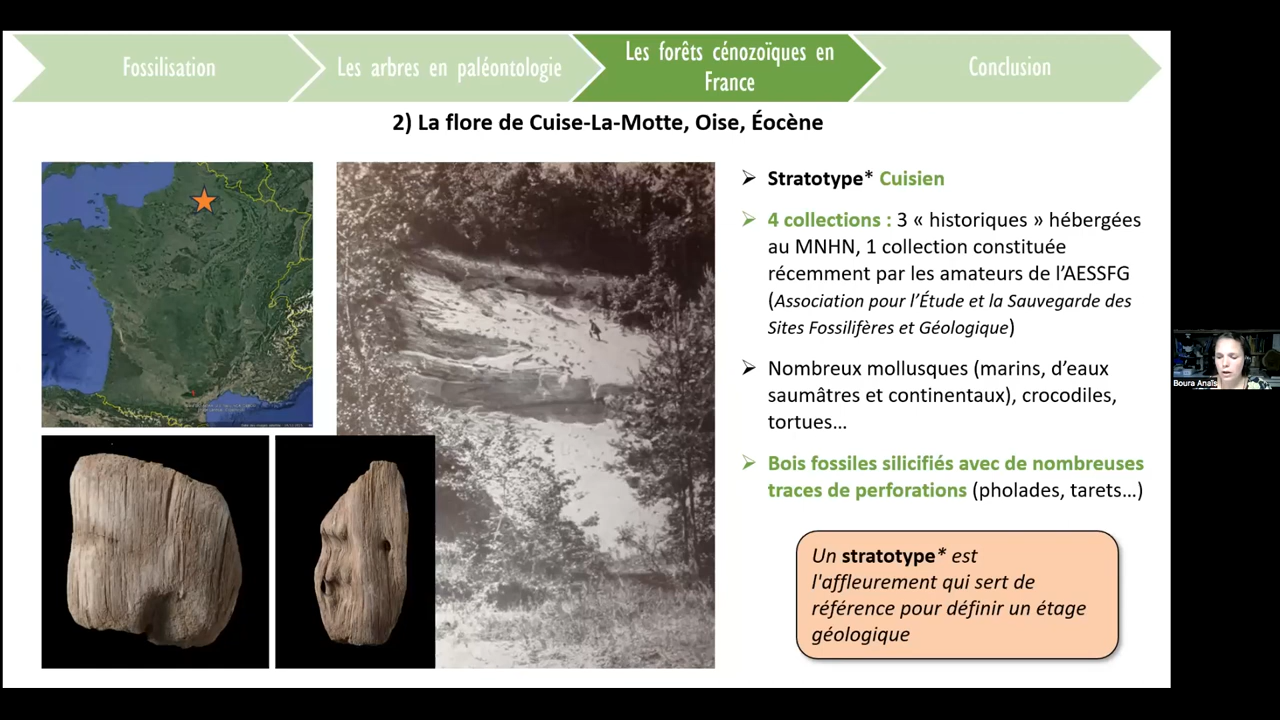 Fossilisation
Les arbres en paléontologie
Les forêts cénozoïques en
France
Conclusion
2) La flore de Cuise-La-Motte, Oise, Éocène
➢ Stratotype* Cuisien
➢ 4 collections : 3 « historiques » hébergées
au MNHN, 1 collection constituée
récemment par les amateurs de l’AESSFG
(Association pour l’Étude et la Sauvegarde des
Sites Fossilifères et Géologique)
➢ Nombreux mollusques (marins, d’eaux
saumâtres et continentaux), crocodiles,
tortues…
➢ Bois fossiles silicifiés avec de nombreuses
traces de perforations (pholades, tarets…)
Un stratotype* est
l'affleurement qui sert de
référence pour définir un étage
géologique
Boura Anaïs